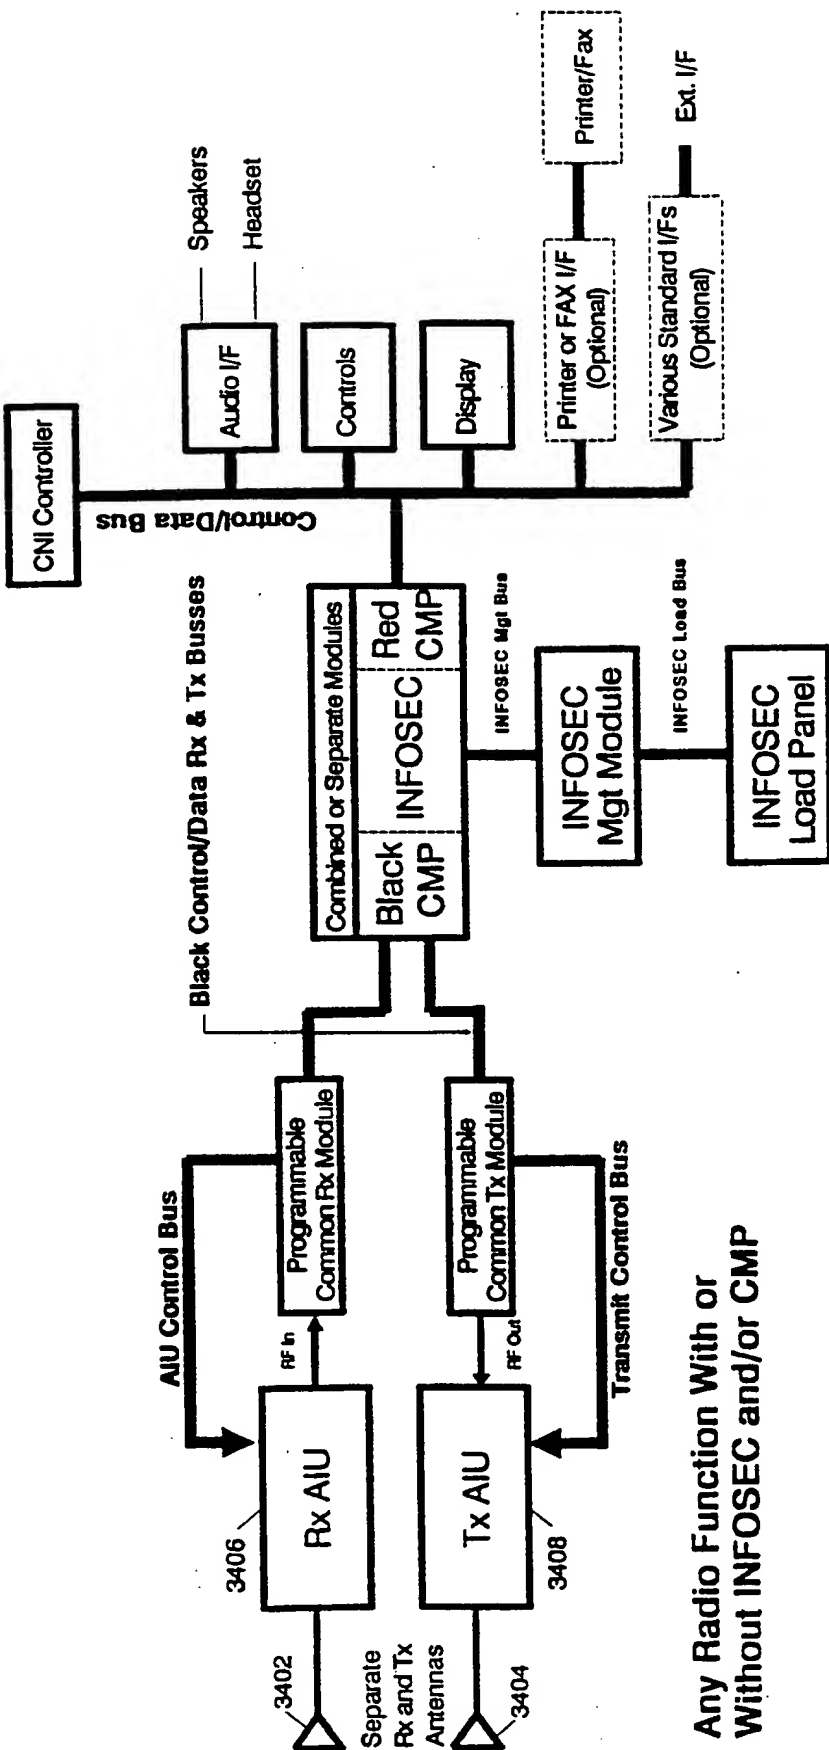 3402
Separate
Rx and Tx
Antennas
3404
3406
Rx AIU
Tx AIU
3408
AIU Control Bus
RF In
RF Out
Transmit Control Bus
Programmable
Common Rx Module
Programmable
Common Tx Module
Black Control/Data Rx & Tx Busses
Combined or Separate Modules
Black
CMP
INFOSEC
Red
CMP
INFOSEC Mgt Bus
INFOSEC
Mgt Module
INFOSEC Load Bus
INFOSEC
Load Panel
CNI Controller
Control/Data Bus
Audio I/F
Speakers
Headset
Controls
Display
Printer or FAX I/F
(Optional)
Printer/Fax
Various Standard I/Fs
(Optional)
Ext. I/F
Any Radio Function With or
Without INFOSEC and/or CMP